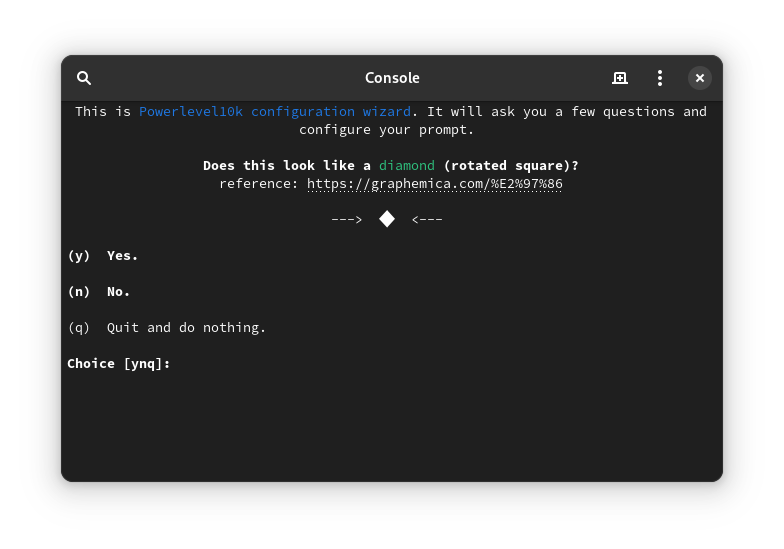 Console
This is Powerlevel10k configuration wizard. It will ask you a few questions and
configure your prompt.
Does this look like a diamond (rotated square)?
reference: https://graphemica.com/%E2%97%86
---> ◆ <---
(y) Yes.
(n) No.
(q) Quit and do nothing.
Choice [ynq]: